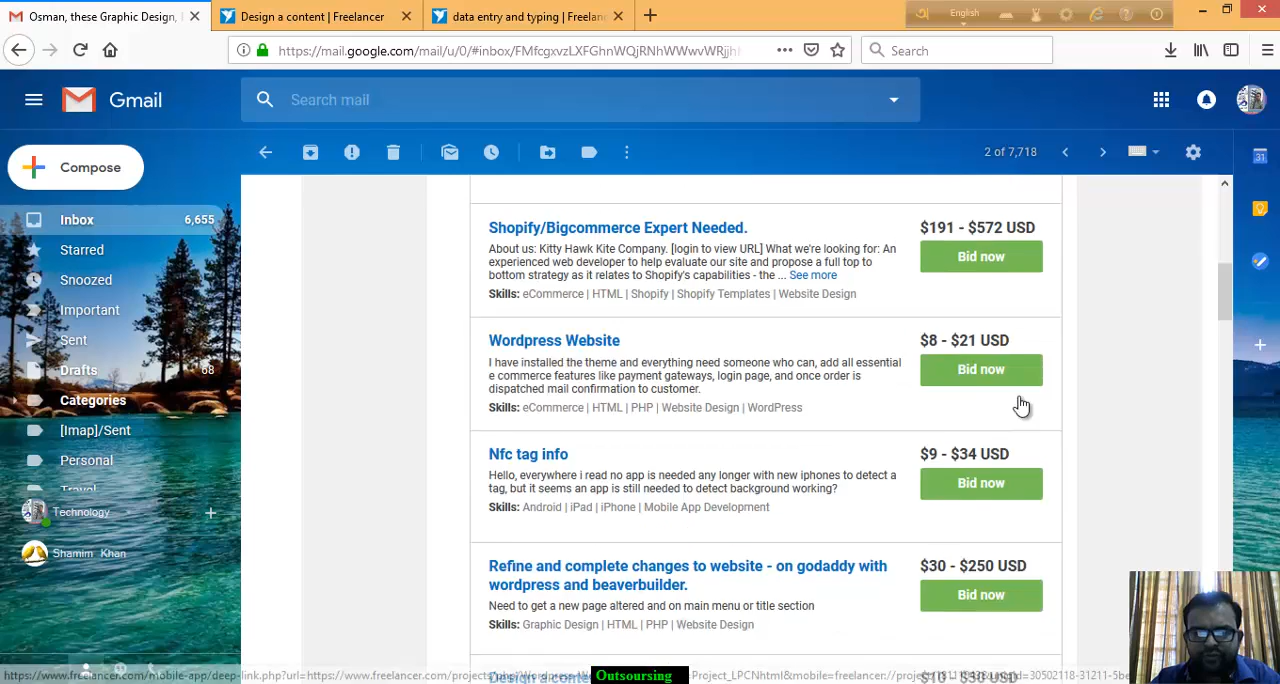 Osman, these Graphic Design,
Design a content | Freelancer
data entry and typing | Freelan
English
https://mail.google.com/mail/u/0/#inbox/FMfcgxvzLXFGhnWQjRNhWWvWRjjh
Search
Gmail
Search mail
Compose
2 of 7,718
31
Inbox 6,655
Starred
Snoozed
Important
Sent
Drafts 68
Categories
[Imap]/Sent
Personal
Travel
Technology
Shamim Khan
Shopify/Bigcommerce Expert Needed.
$191 - $572 USD
About us: Kitty Hawk Kite Company. [login to view URL] What we're looking for: An
experienced web developer to help evaluate our site and propose a full top to
bottom strategy as it relates to Shopify's capabilities - the ... See more
Bid now
Skills: eCommerce | HTML | Shopify | Shopify Templates | Website Design
Wordpress Website
$8 - $21 USD
I have installed the theme and everything need someone who can, add all essential
e commerce features like payment gateways, login page, and once order is
dispatched mail confirmation to customer.
Bid now
Skills: eCommerce | HTML | PHP | Website Design | WordPress
Nfc tag info
$9 - $34 USD
Hello, everywhere i read no app is needed any longer with new iphones to detect a
tag, but it seems an app is still needed to detect background working?
Bid now
Skills: Android | iPad | iPhone | Mobile App Development
Refine and complete changes to website - on godaddy with
wordpress and beaverbuilder.
$30 - $250 USD
Need to get a new page altered and on main menu or title section
Bid now
Skills: Graphic Design | HTML | PHP | Website Design
Design a conte
$10 - $30 USD
Outsoursing